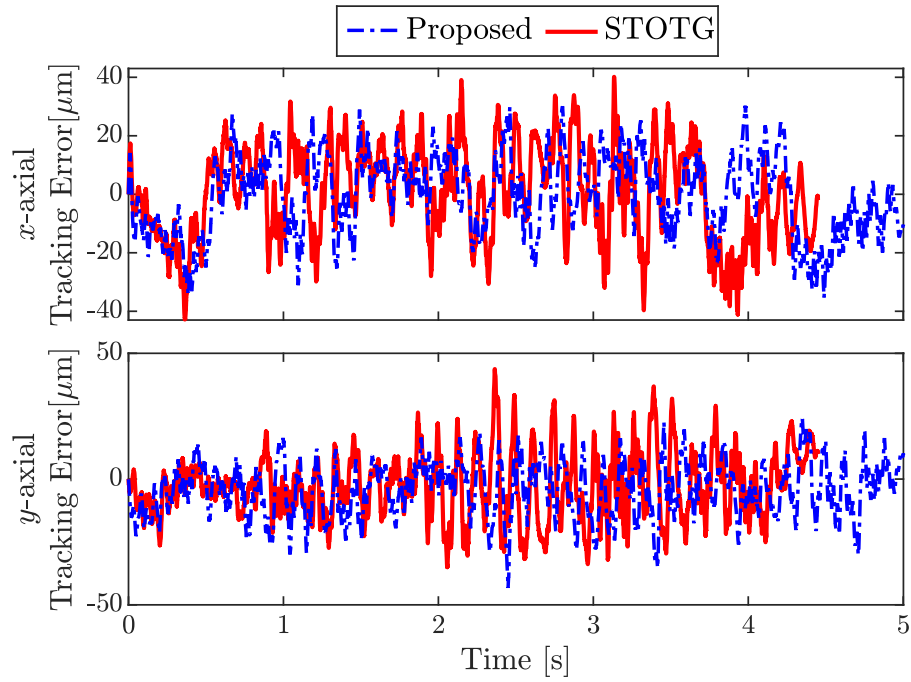 Proposed STOTG
x-axial
Tracking Error[μm]
40
20
0
-20
-40
y-axial
Tracking Error[μm]
50
0
-50
0 1 2 3 4 5
Time [s]